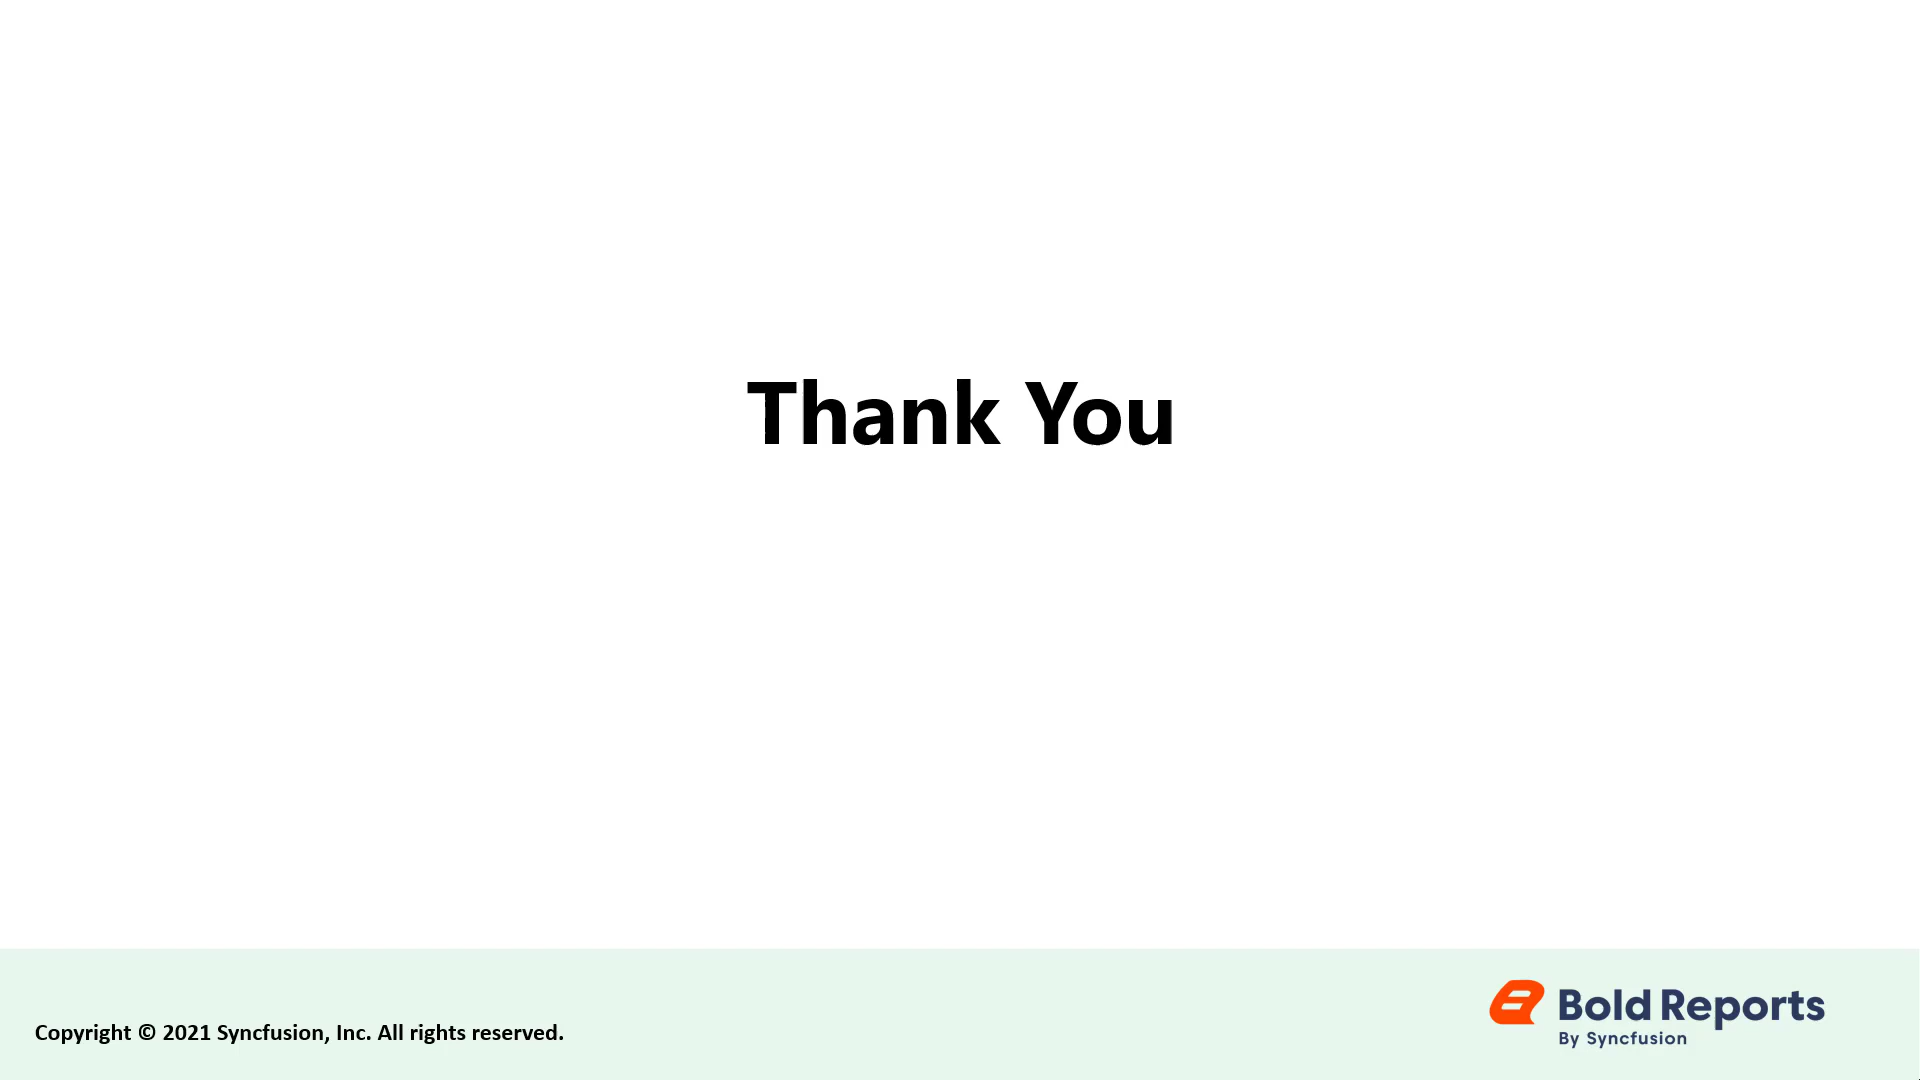 Thank You
Copyright © 2021 Syncfusion, Inc. All rights reserved.
Bold Reports
By Syncfusion